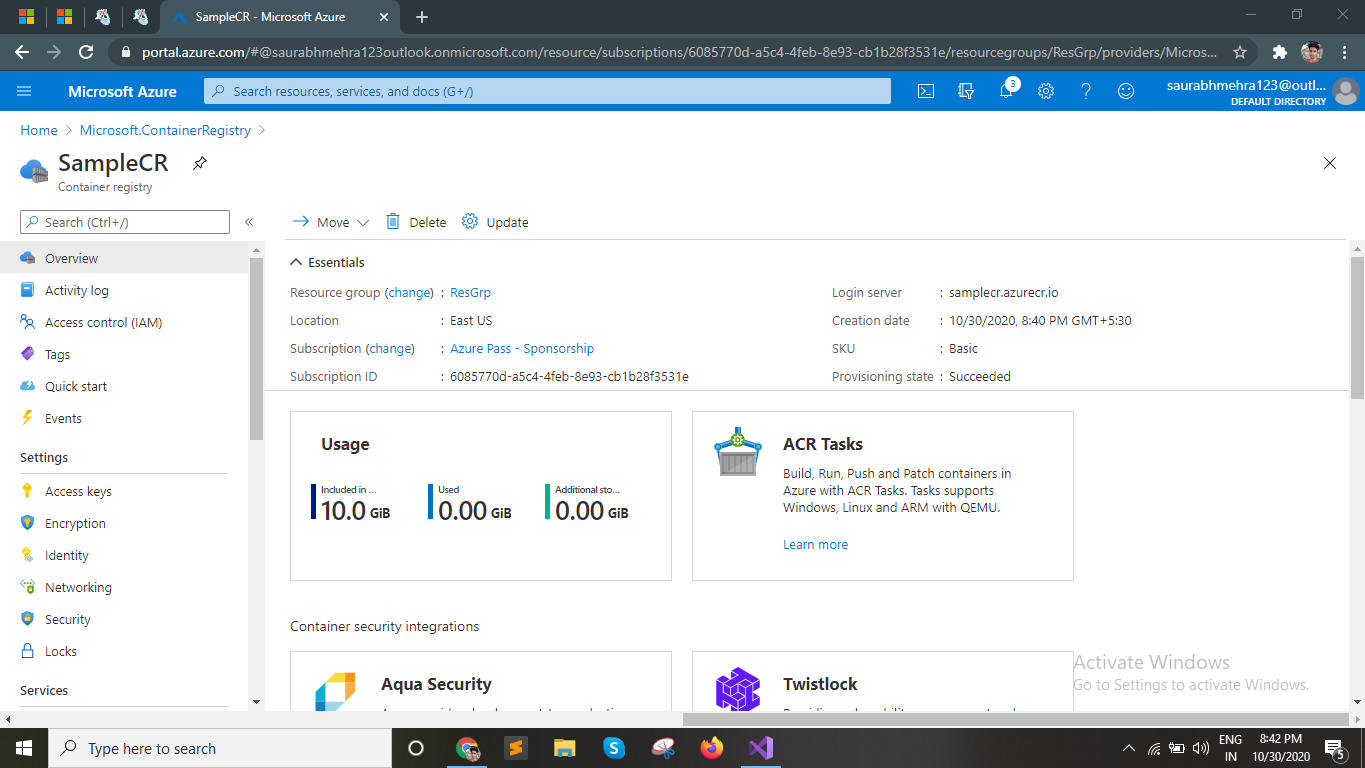 SampleCR - Microsoft Azure
portal.azure.com/#@saurabhmehra123outlook.onmicrosoft.com/resource/subscriptions/6085770d-a5c4-4feb-8e93-cb1b28f3531e/resourcegroups/ResGrp/providers/Micros...
Microsoft Azure
Search resources, services, and docs (G+/)
3
saurabhmehra123@outl...
DEFAULT DIRECTORY
Home > Microsoft.ContainerRegistry >
SampleCR
Container registry
Search (Ctrl+/)
«
Overview
Activity log
Access control (IAM)
Tags
Quick start
Events
Settings
Access keys
Encryption
Identity
Networking
Security
Locks
Services
Move
Delete
Update
Essentials
Resource group (change) : ResGrp
Location : East US
Subscription (change) : Azure Pass - Sponsorship
Subscription ID : 6085770d-a5c4-4feb-8e93-cb1b28f3531e
Login server : samplecr.azurecr.io
Creation date : 10/30/2020, 8:40 PM GMT+5:30
SKU : Basic
Provisioning state : Succeeded
Usage
Included in ...
10.0 GiB
Used
0.00 GiB
Additional sto...
0.00 GiB
ACR Tasks
Build, Run, Push and Patch containers in
Azure with ACR Tasks. Tasks supports
Windows, Linux and ARM with QEMU.
Learn more
Container security integrations
Aqua Security
Twistlock
Activate Windows
Go to Settings to activate Windows.
Type here to search
ENG
IN
8:42 PM
10/30/2020
5